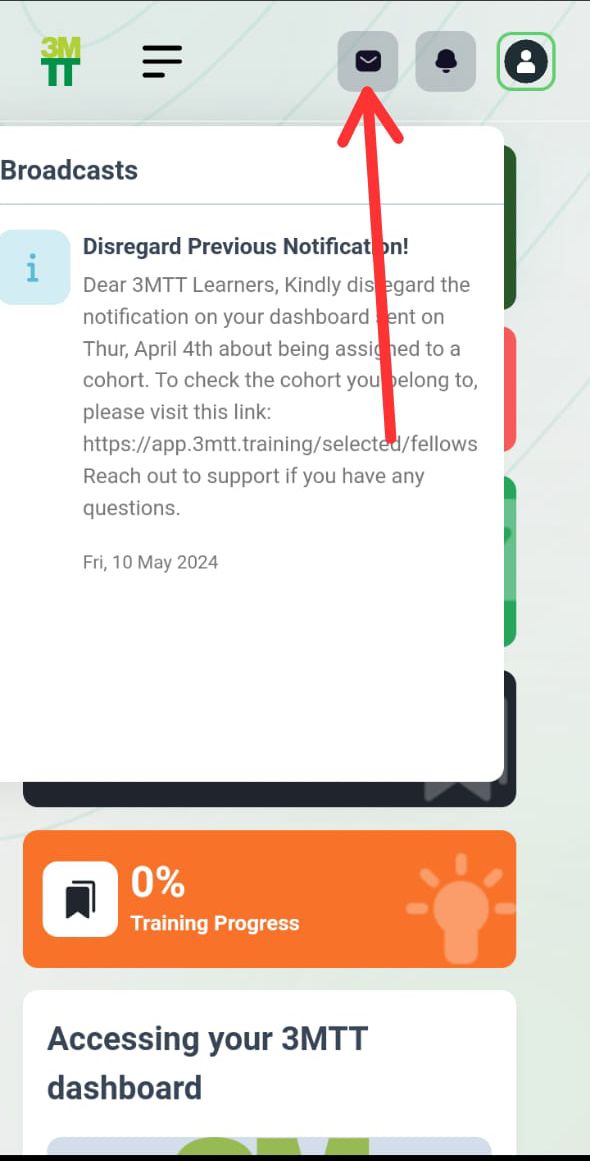 3M
TT
Broadcasts
Disregard Previous Notification!
Dear 3MTT Learners, Kindly disregard the
notification on your dashboard sent on
Thur, April 4th about being assigned to a
cohort. To check the cohort you belong to,
please visit this link:
https://app.3mtt.training/selected/fellows
Reach out to support if you have any
questions.
Fri, 10 May 2024
0%
Training Progress
Accessing your 3MTT
dashboard
3M